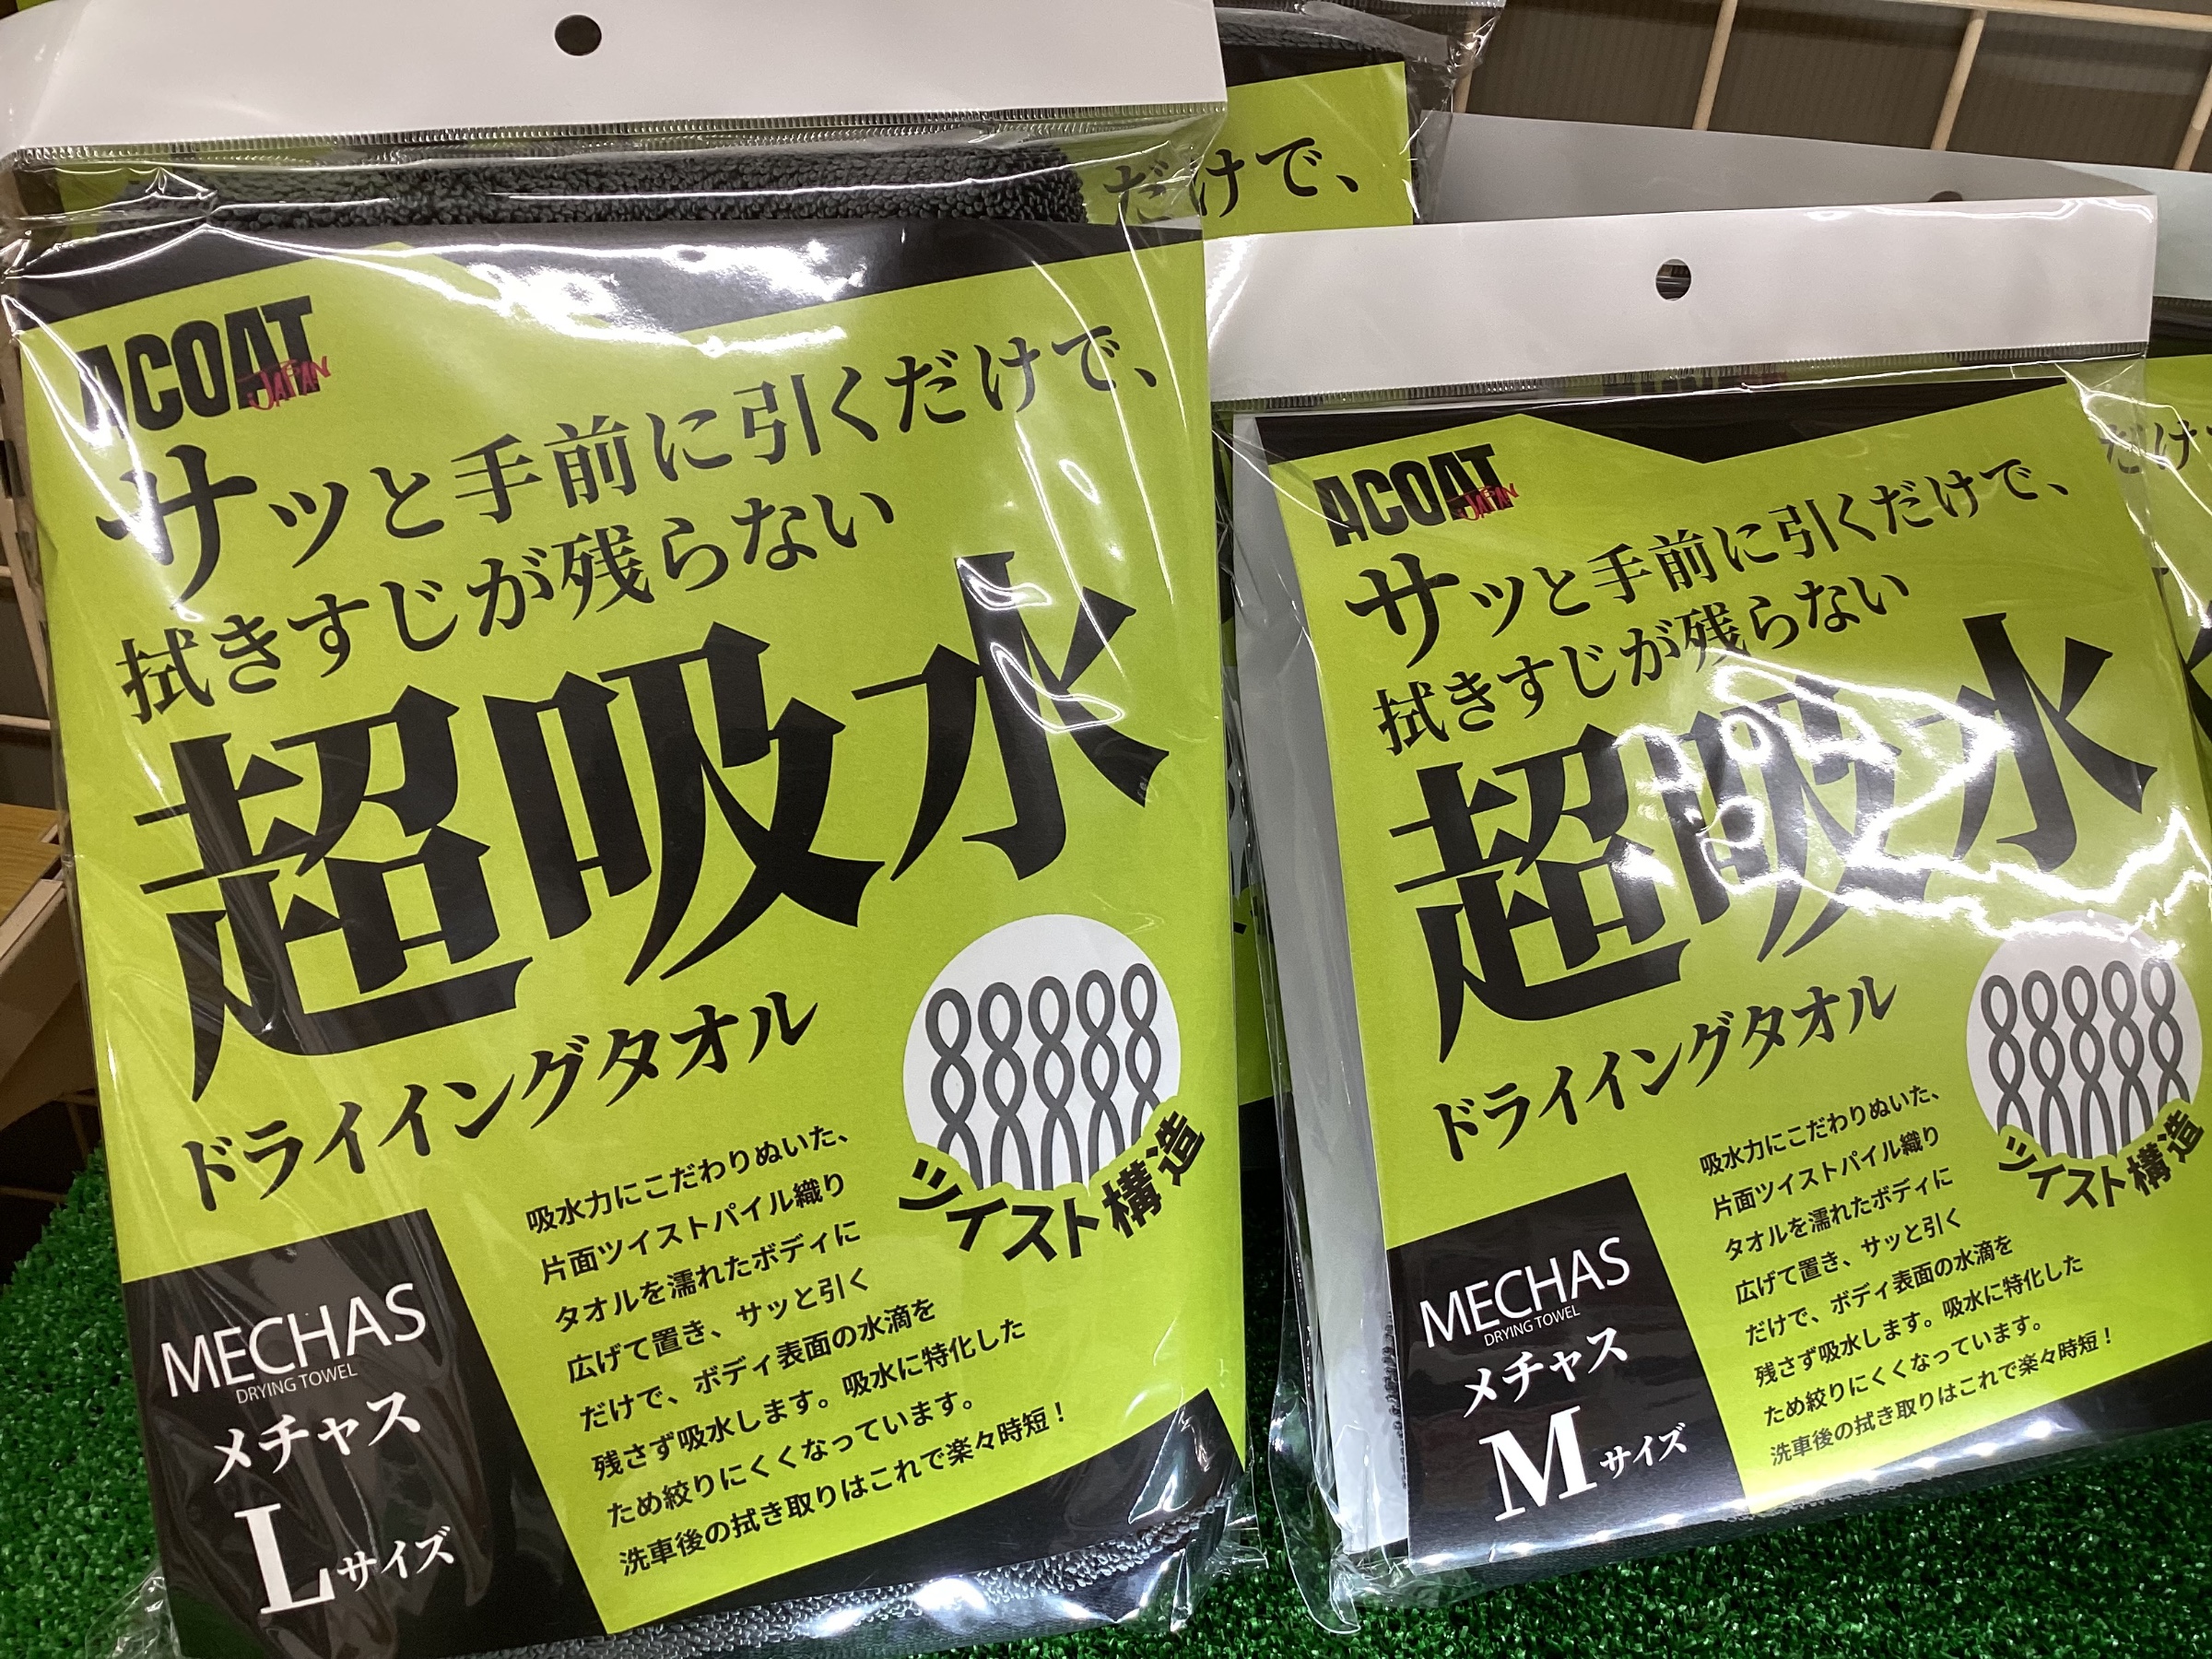 だけで、
ACOAT
JAPAN
サッと手前に引くだけで、
拭きすじが残らない
超吸水
ドライイングタオル
ツイスト構造
吸水力にこだわりぬいた、
片面ツイストパイル織り
タオルを濡れたボディに
広げて置き、サッと引く
だけで、ボディ表面の水滴を
残さず吸水します。吸水に特化した
ため絞りにくくなっています。
洗車後の拭き取りはこれで楽々時短！
MECHAS
DRYING TOWEL
メチャス
Lサイズ
ACOAT
JAPAN
サッと手前に引くだけで、
拭きすじが残らない
超吸水
ドライイングタオル
ツイスト構造
吸水力にこだわりぬいた、
片面ツイストパイル織り
タオルを濡れたボディに
広げて置き、サッと引く
だけで、ボディ表面の水滴を
残さず吸水します。吸水に特化した
ため絞りにくくなっています。
洗車後の拭き取りはこれで楽々時短！
MECHAS
DRYING TOWEL
メチャス
Mサイズ
だけ